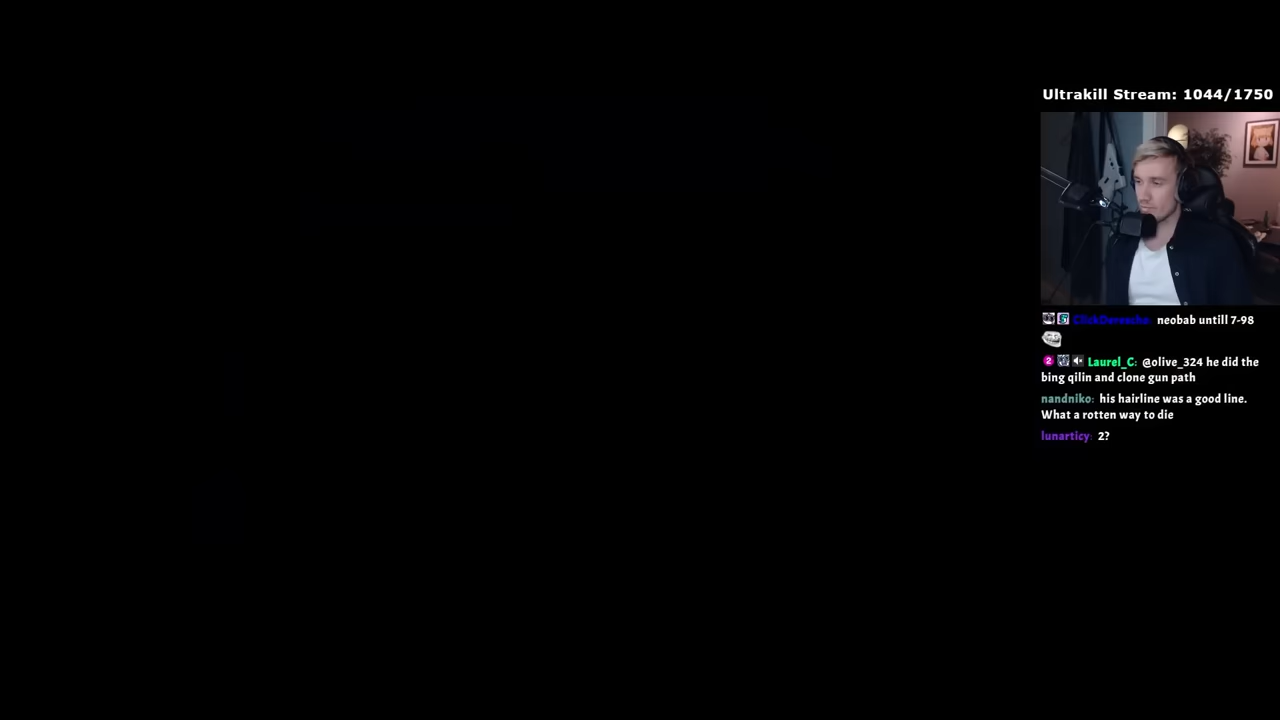 Ultrakill Stream: 1044/1750
neobab untill 7-98
Laurel_C: @olive_324 he did the
bing qilin and clone gun path
nandniko: his hairline was a good line.
What a rotten way to die
lunarticy: 2?